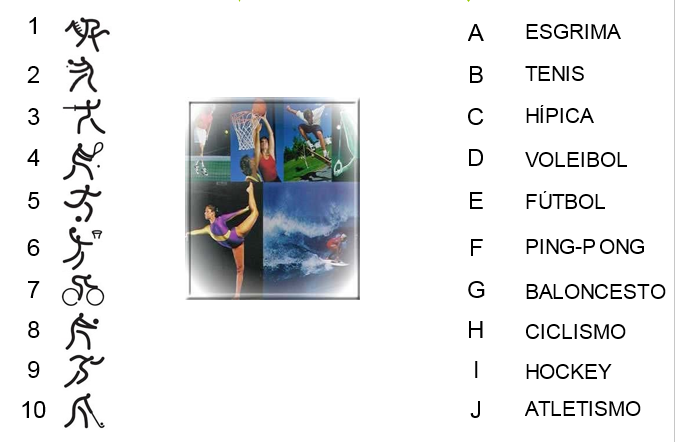 1 A ESGRIMA
2 B TENIS
3 C HÍPICA
4 D VOLEIBOL
5 E FÚTBOL
6 F PING-PONG
7 G BALONCESTO
8 H CICLISMO
9 I HOCKEY
10 J ATLETISMO